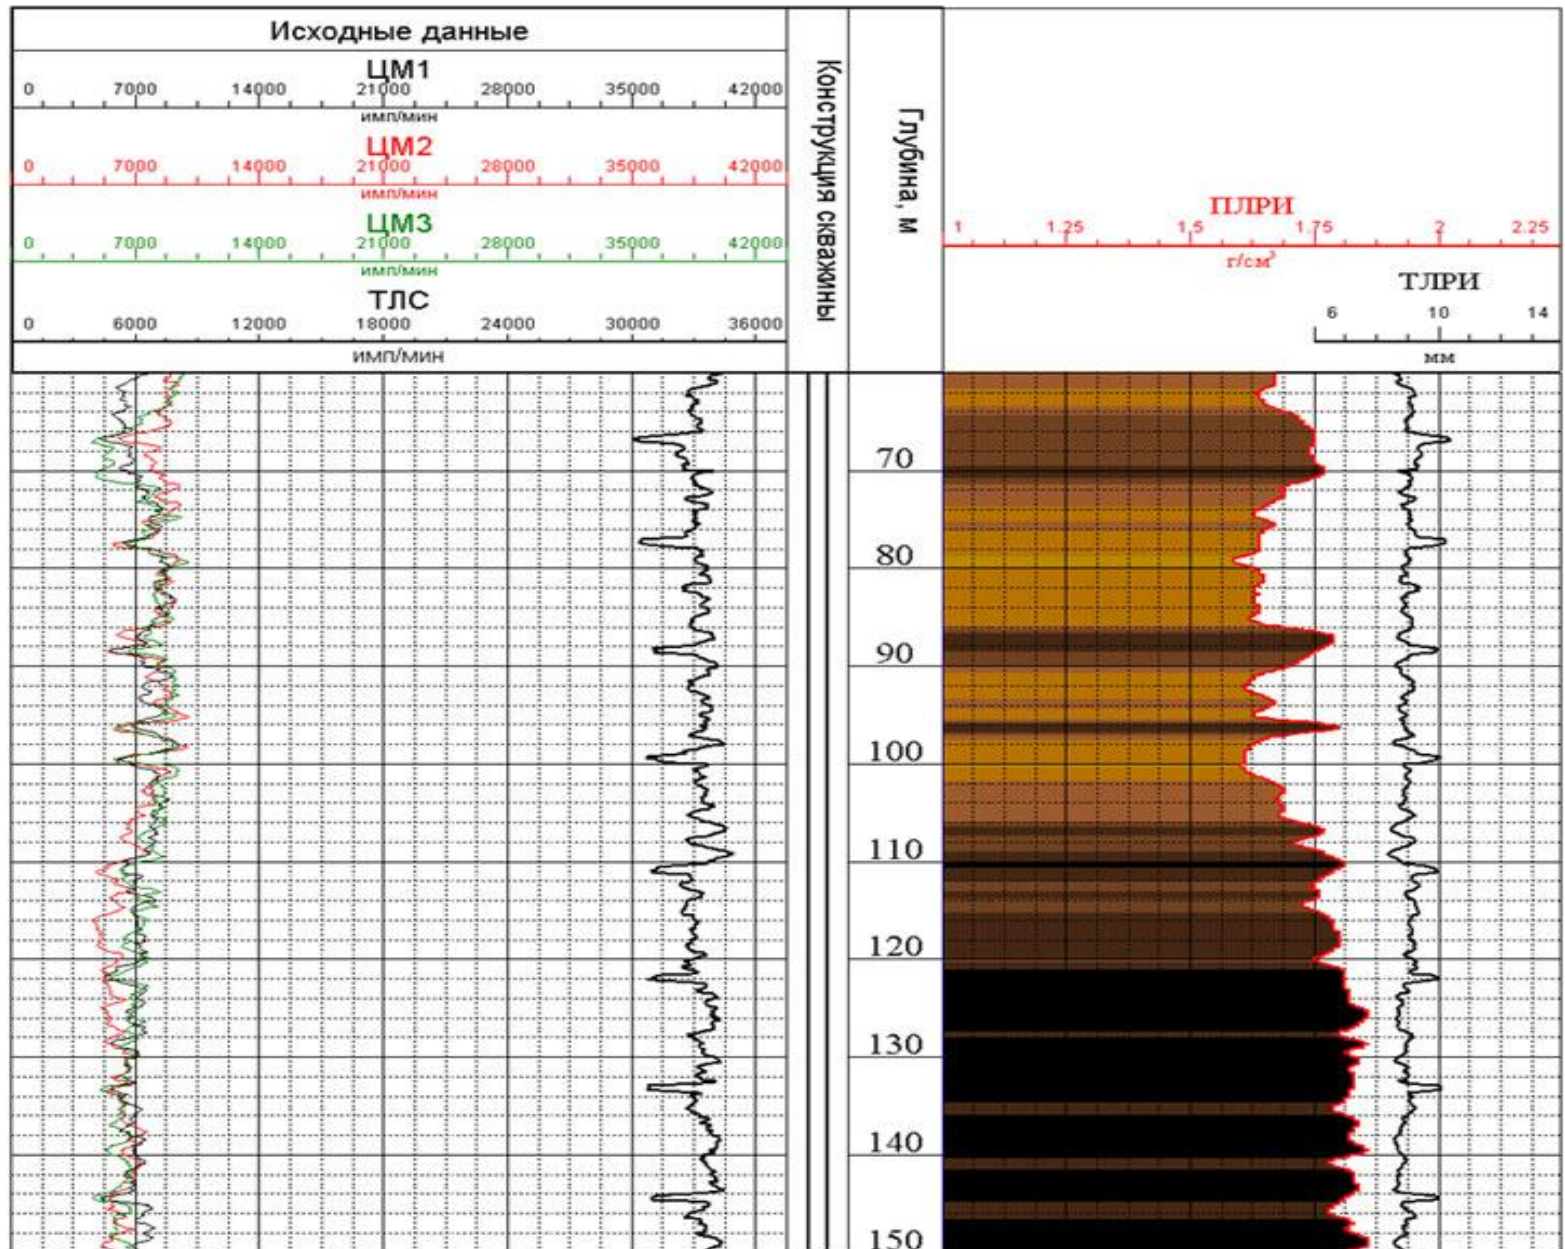 Исходные данные
ЦМ1
0 7000 14000 21000 28000 35000 42000
имп/мин
ЦМ2
0 7000 14000 21000 28000 35000 42000
имп/мин
ЦМ3
0 7000 14000 21000 28000 35000 42000
имп/мин
ТЛС
0 6000 12000 18000 24000 30000 36000
имп/мин
Конструкция скважины
Глубина, м
ПЛРИ
1 1.25 1.5 1.75 2 2.25
г/см³
ТЛРИ
6 10 14
мм
70
80
90
100
110
120
130
140
150